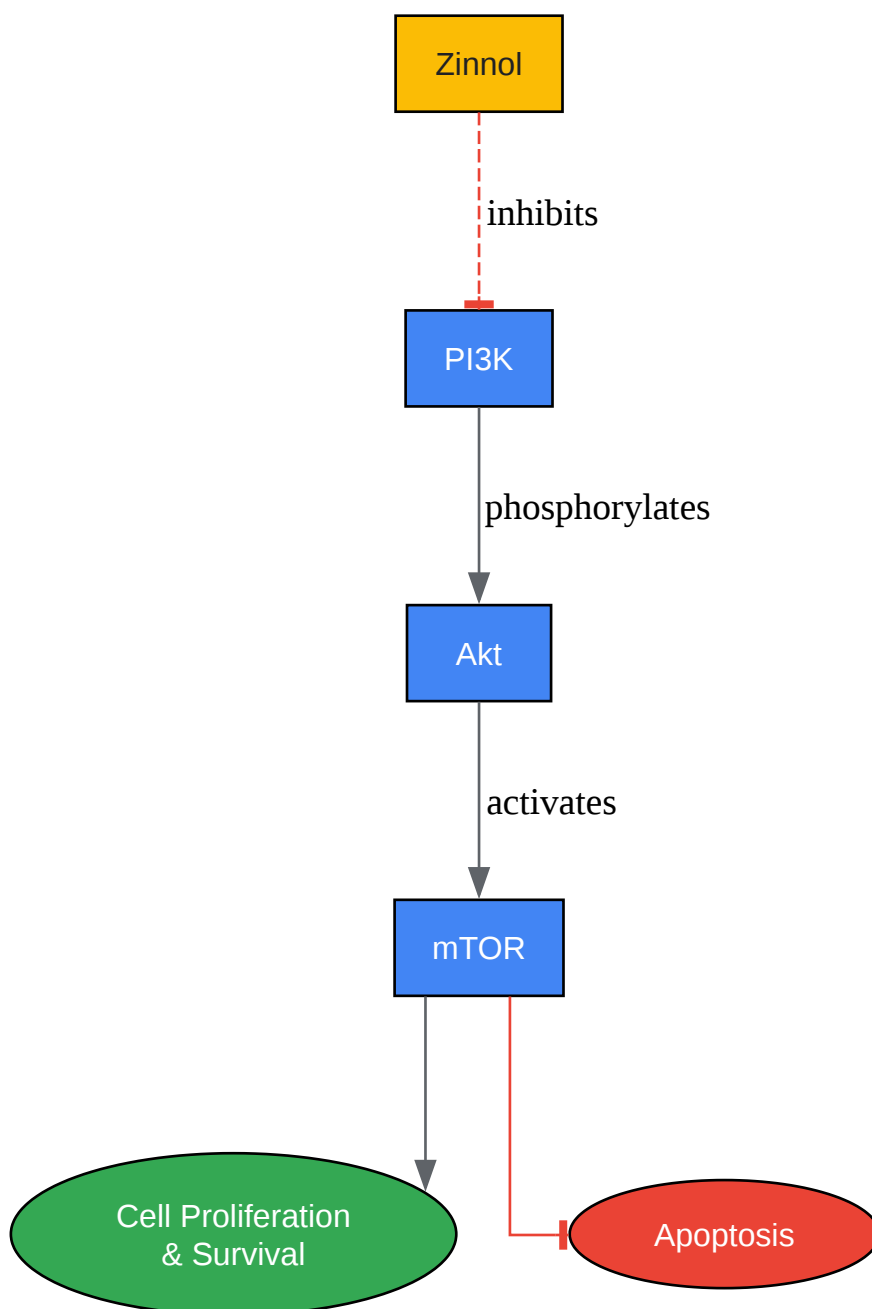 Zinnol
inhibits
PI3K
phosphorylates
Akt
activates
mTOR
Cell Proliferation
& Survival
Apoptosis